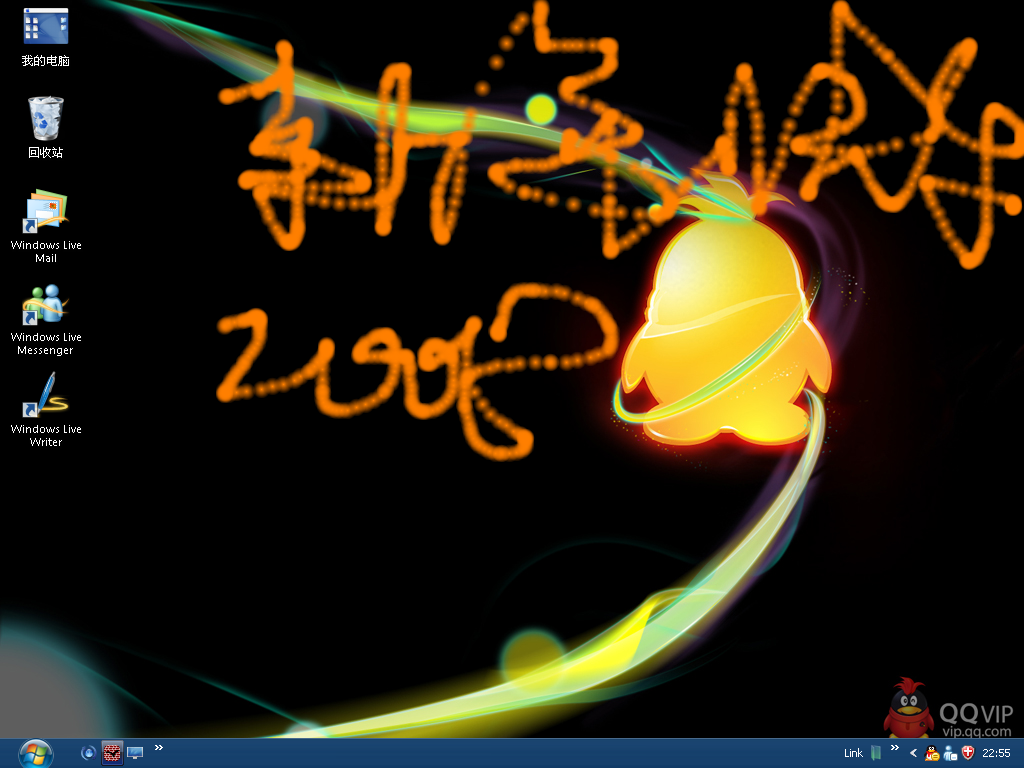 我的电脑
回收站
Windows Live
Mail
Windows Live
Messenger
Windows Live
Writer
新年快乐
2008
QQVIP
vip.qq.com
Link
22:55